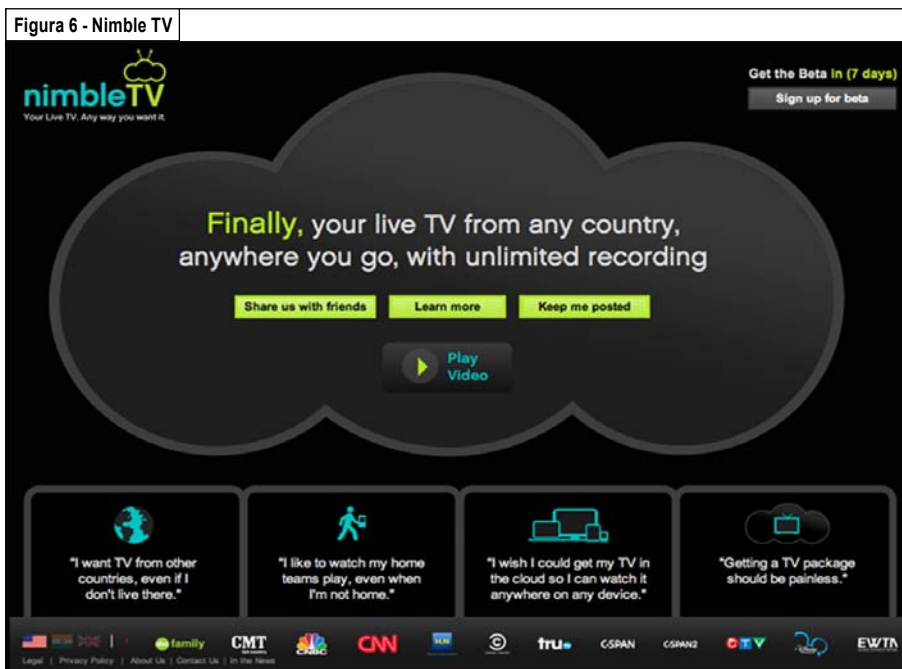 Figura 6 - Nimble TV
nimbleTV
Your Live TV. Any way you want it.
Get the Beta in (7 days)
Sign up for beta
Finally, your live TV from any country,
anywhere you go, with unlimited recording
Share us with friends
Learn more
Keep me posted
Play
Video
"I want TV from other
countries, even if I
don't live there."
"I like to watch my home
teams play, even when
I'm not home."
"I wish I could get my TV in
the cloud so I can watch it
anywhere on any device."
"Getting a TV package
should be painless."
family
CMT
CNBC
CNN
tru
C-SPAN
C-SPAN2
CTV
EWTN
Legal | Privacy Policy | About Us | Contact Us | In the News